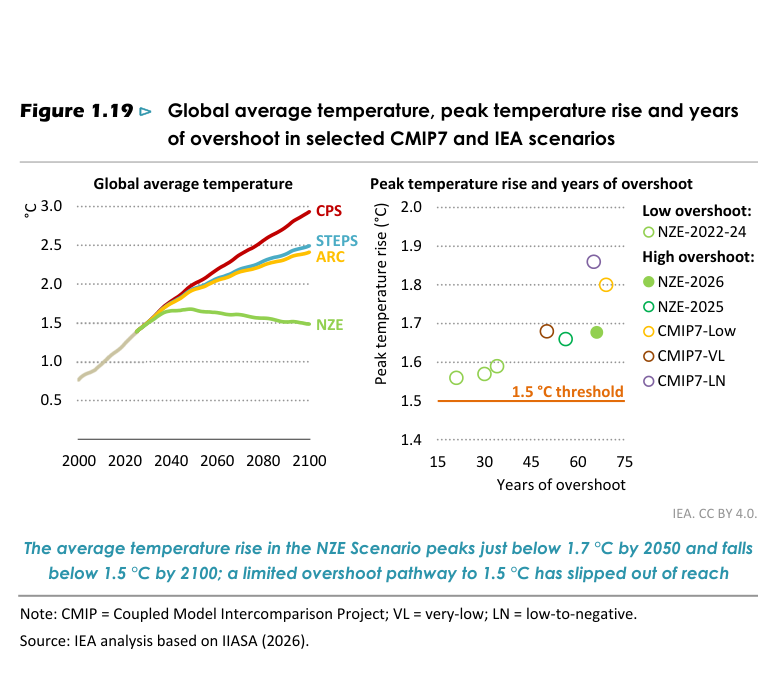 Figure 1.19 ⊳ Global average temperature, peak temperature rise and years
of overshoot in selected CMIP7 and IEA scenarios
Global average temperature
°C
3.0
2.5
2.0
1.5
1.0
0.5
2000 2020 2040 2060 2080 2100
CPS
STEPS
ARC
NZE
Peak temperature rise and years of overshoot
Peak temperature rise (°C)
2.0
1.9
1.8
1.7
1.6
1.5
1.4
1.5 °C threshold
15 30 45 60 75
Years of overshoot
Low overshoot:
NZE-2022-24
High overshoot:
NZE-2026
NZE-2025
CMIP7-Low
CMIP7-VL
CMIP7-LN
IEA. CC BY 4.0.
The average temperature rise in the NZE Scenario peaks just below 1.7 °C by 2050 and falls
below 1.5 °C by 2100; a limited overshoot pathway to 1.5 °C has slipped out of reach
Note: CMIP = Coupled Model Intercomparison Project; VL = very-low; LN = low-to-negative.
Source: IEA analysis based on IIASA (2026).